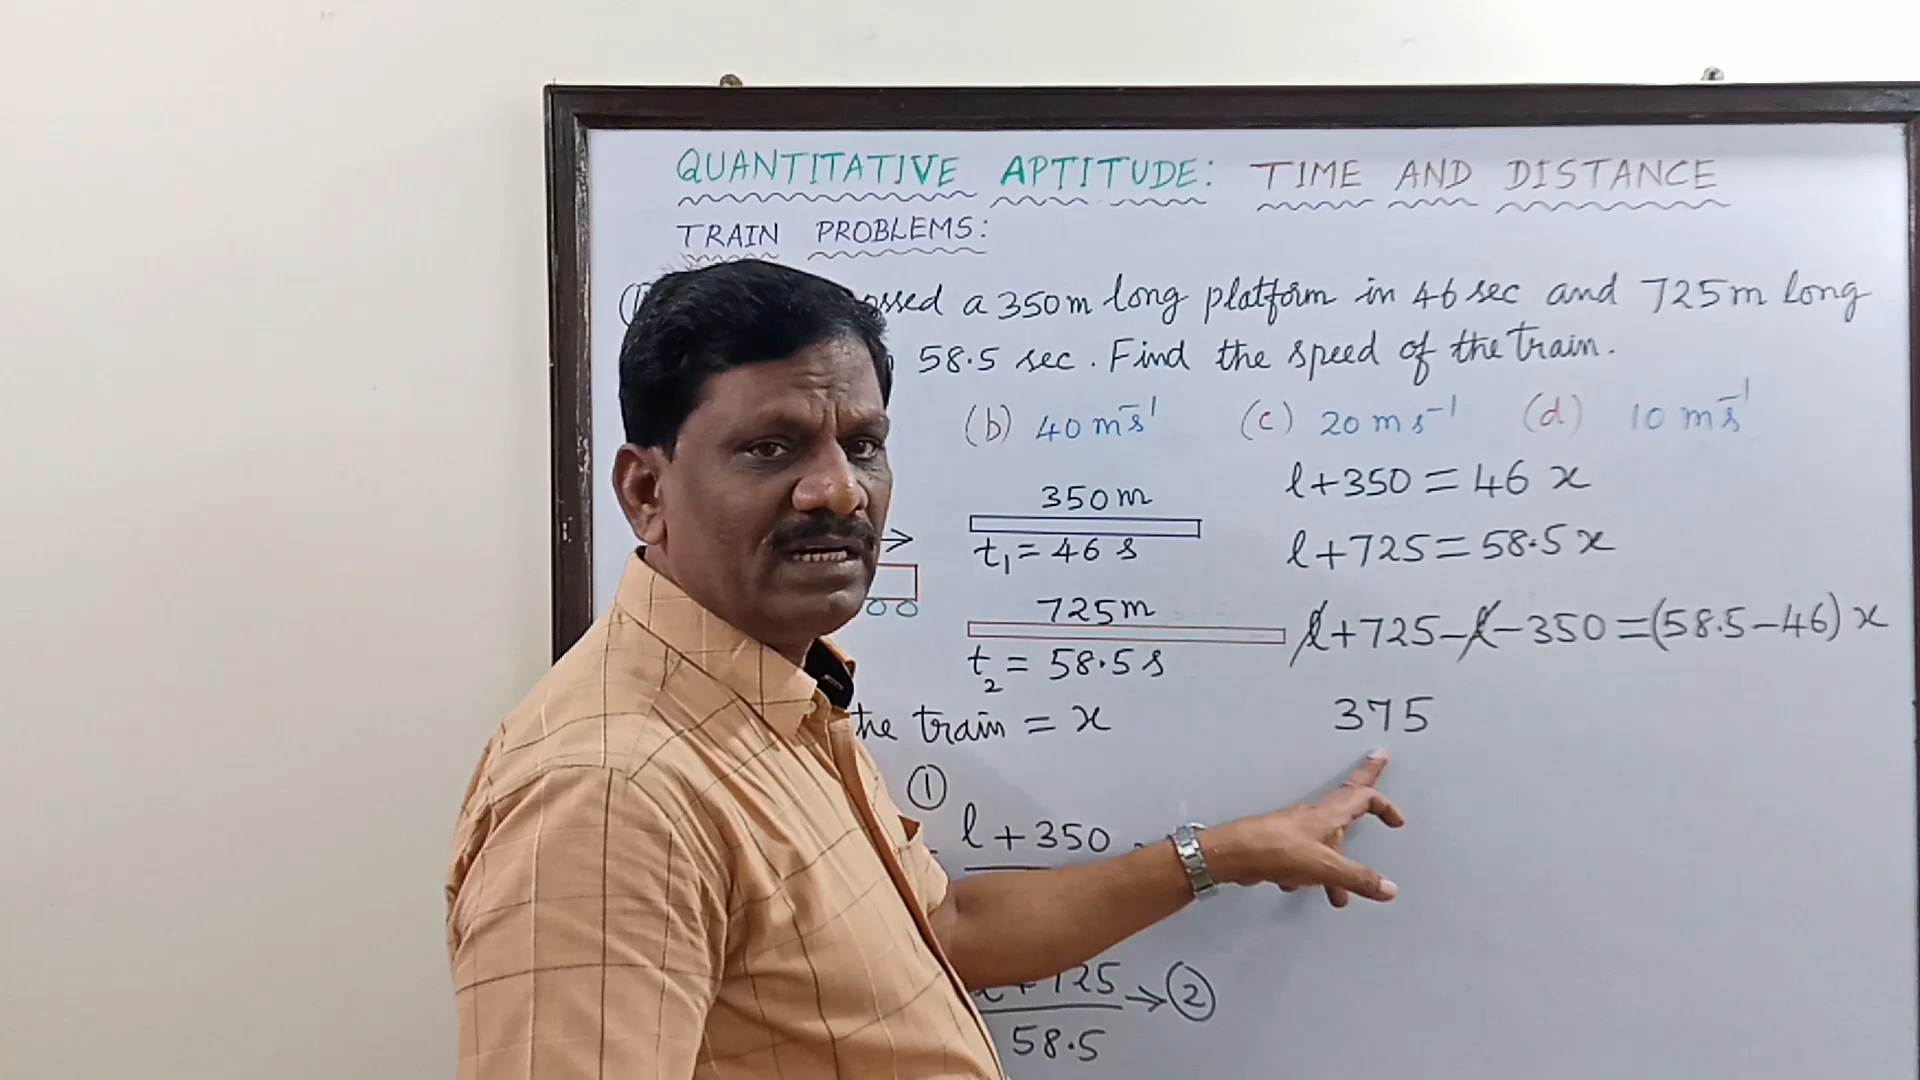 QUANTITATIVE APTITUDE: TIME AND DISTANCE
TRAIN PROBLEMS:
a 350m long platform in 46 sec and 725m long
58.5 sec. Find the speed of the train.
(b) 40 ms⁻¹ (c) 20 ms⁻¹ (d) 10 ms⁻¹
350m
t₁ = 46 s
725m
t₂ = 58.5 s
the train = x
①
l + 350
+ 725 → ②
58.5
l + 350 = 46 x
l + 725 = 58.5 x
l + 725 - l - 350 = (58.5 - 46) x
375